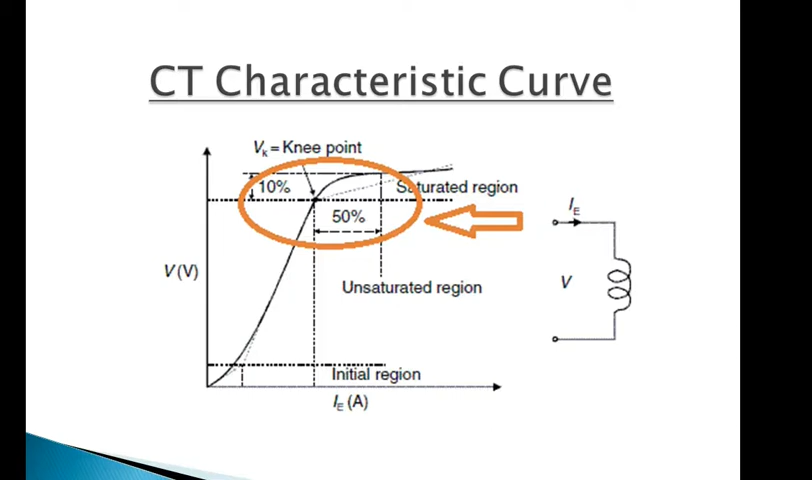 CT Characteristic Curve
Vk = Knee point
10%
Saturated region
50%
IE
V (V)
V
Unsaturated region
Initial region
IE (A)